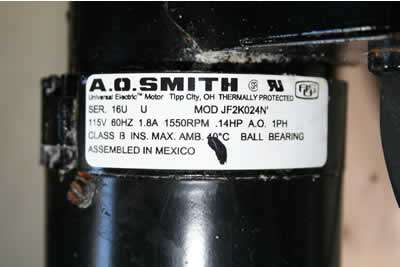 A.O.SMITH
Universal Electric™ Motor Tipp City, OH THERMALLY PROTECTED
SER. 16U U MOD JF2K024N'
115V 60HZ 1.8A 1550RPM .14HP A.O. 1PH
CLASS B INS. MAX. AMB. 40°C BALL BEARING
ASSEMBLED IN MEXICO